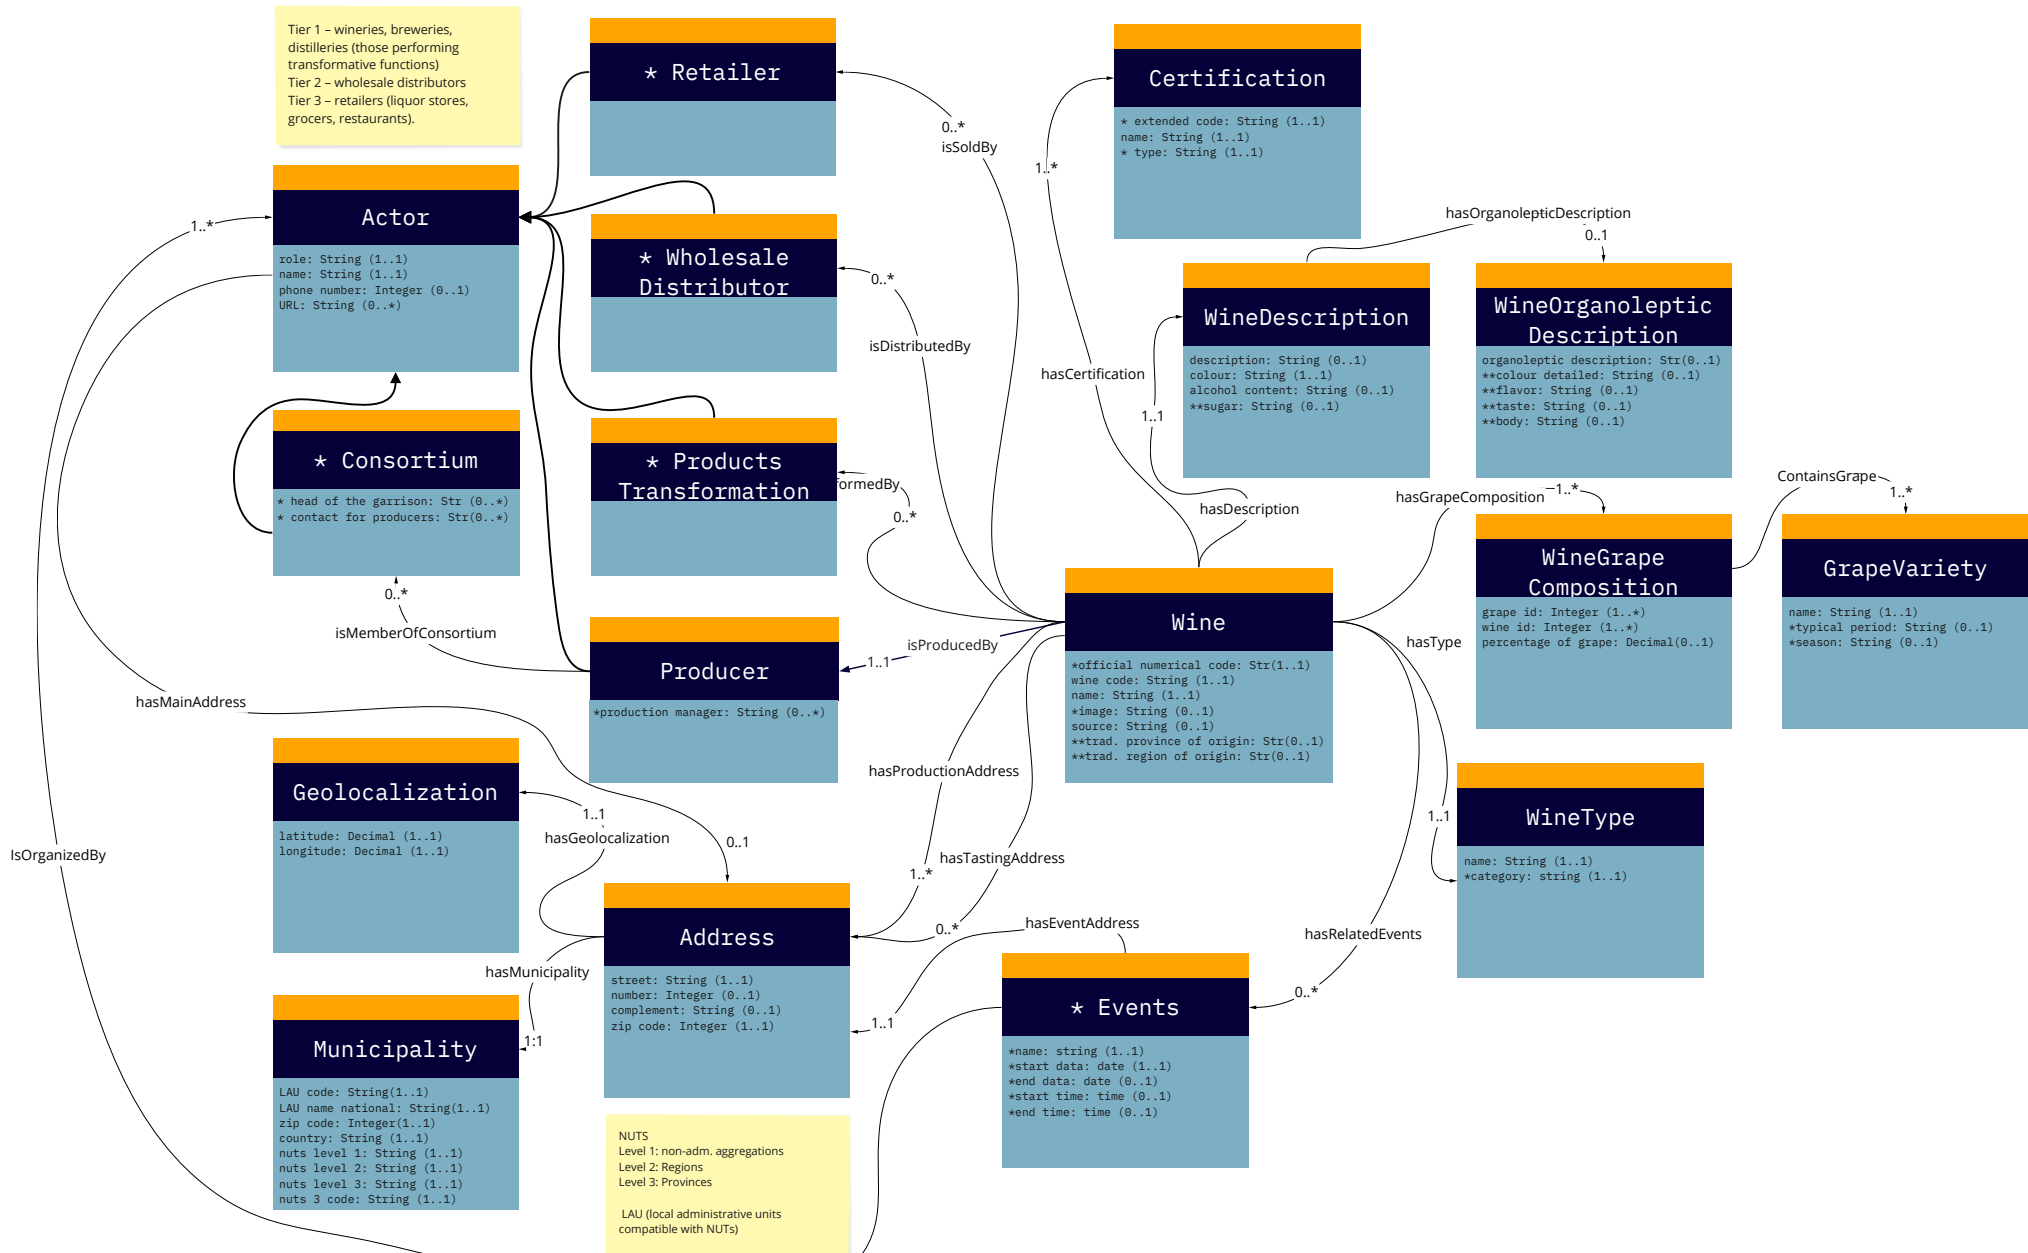 Tier 1 – wineries, breweries,
distilleries (those performing
transformative functions)
Tier 2 – wholesale distributors
Tier 3 – retailers (liquor stores,
grocers, restaurants).
* Retailer
Certification
* extended code: String (1..1)
name: String (1..1)
* type: String (1..1)
0..*
isSoldBy
1..*
Actor
role: String (1..1)
name: String (1..1)
phone number: Integer (0..1)
URL: String (0..*)
1..*
* Wholesale
Distributor
0..*
isDistributedBy
hasOrganolepticDescription
0..1
WineDescription
description: String (0..1)
colour: String (1..1)
alcohol content: String (0..1)
**sugar: String (0..1)
WineOrganoleptic
Description
organoleptic description: Str(0..1)
**colour detailed: String (0..1)
**flavor: String (0..1)
**taste: String (0..1)
**body: String (0..1)
hasCertification
1..1
hasDescription
* Consortium
* head of the garrison: Str (0..*)
* contact for producers: Str(0..*)
* Products
Transformation
formedBy
0..*
hasGrapeComposition
1..*
ContainsGrape
1..*
WineGrape
Composition
grape id: Integer (1..*)
wine id: Integer (1..*)
percentage of grape: Decimal(0..1)
GrapeVariety
name: String (1..1)
*typical period: String (0..1)
*season: String (0..1)
0..*
isMemberOfConsortium
Producer
*production manager: String (0..*)
isProducedBy
1..1
Wine
*official numerical code: Str(1..1)
wine code: String (1..1)
name: String (1..1)
*image: String (0..1)
source: String (0..1)
**trad. province of origin: Str(0..1)
**trad. region of origin: Str(0..1)
hasType
1..1
hasMainAddress
0..1
Geolocalization
latitude: Decimal (1..1)
longitude: Decimal (1..1)
1..1
hasGeolocalization
hasProductionAddress
1..*
hasTastingAddress
0..*
WineType
name: String (1..1)
*category: string (1..1)
IsOrganizedBy
Address
street: String (1..1)
number: Integer (0..1)
complement: String (0..1)
zip code: Integer (1..1)
hasMunicipality
1:1
hasEventAddress
1..1
hasRelatedEvents
0..*
Municipality
LAU code: String(1..1)
LAU name national: String(1..1)
zip code: Integer(1..1)
country: String (1..1)
nuts level 1: String (1..1)
nuts level 2: String (1..1)
nuts level 3: String (1..1)
nuts 3 code: String (1..1)
* Events
*name: string (1..1)
*start data: date (1..1)
*end data: date (0..1)
*start time: time (0..1)
*end time: time (0..1)
NUTS
Level 1: non-adm. aggregations
Level 2: Regions
Level 3: Provinces
LAU (local administrative units
compatible with NUTs)